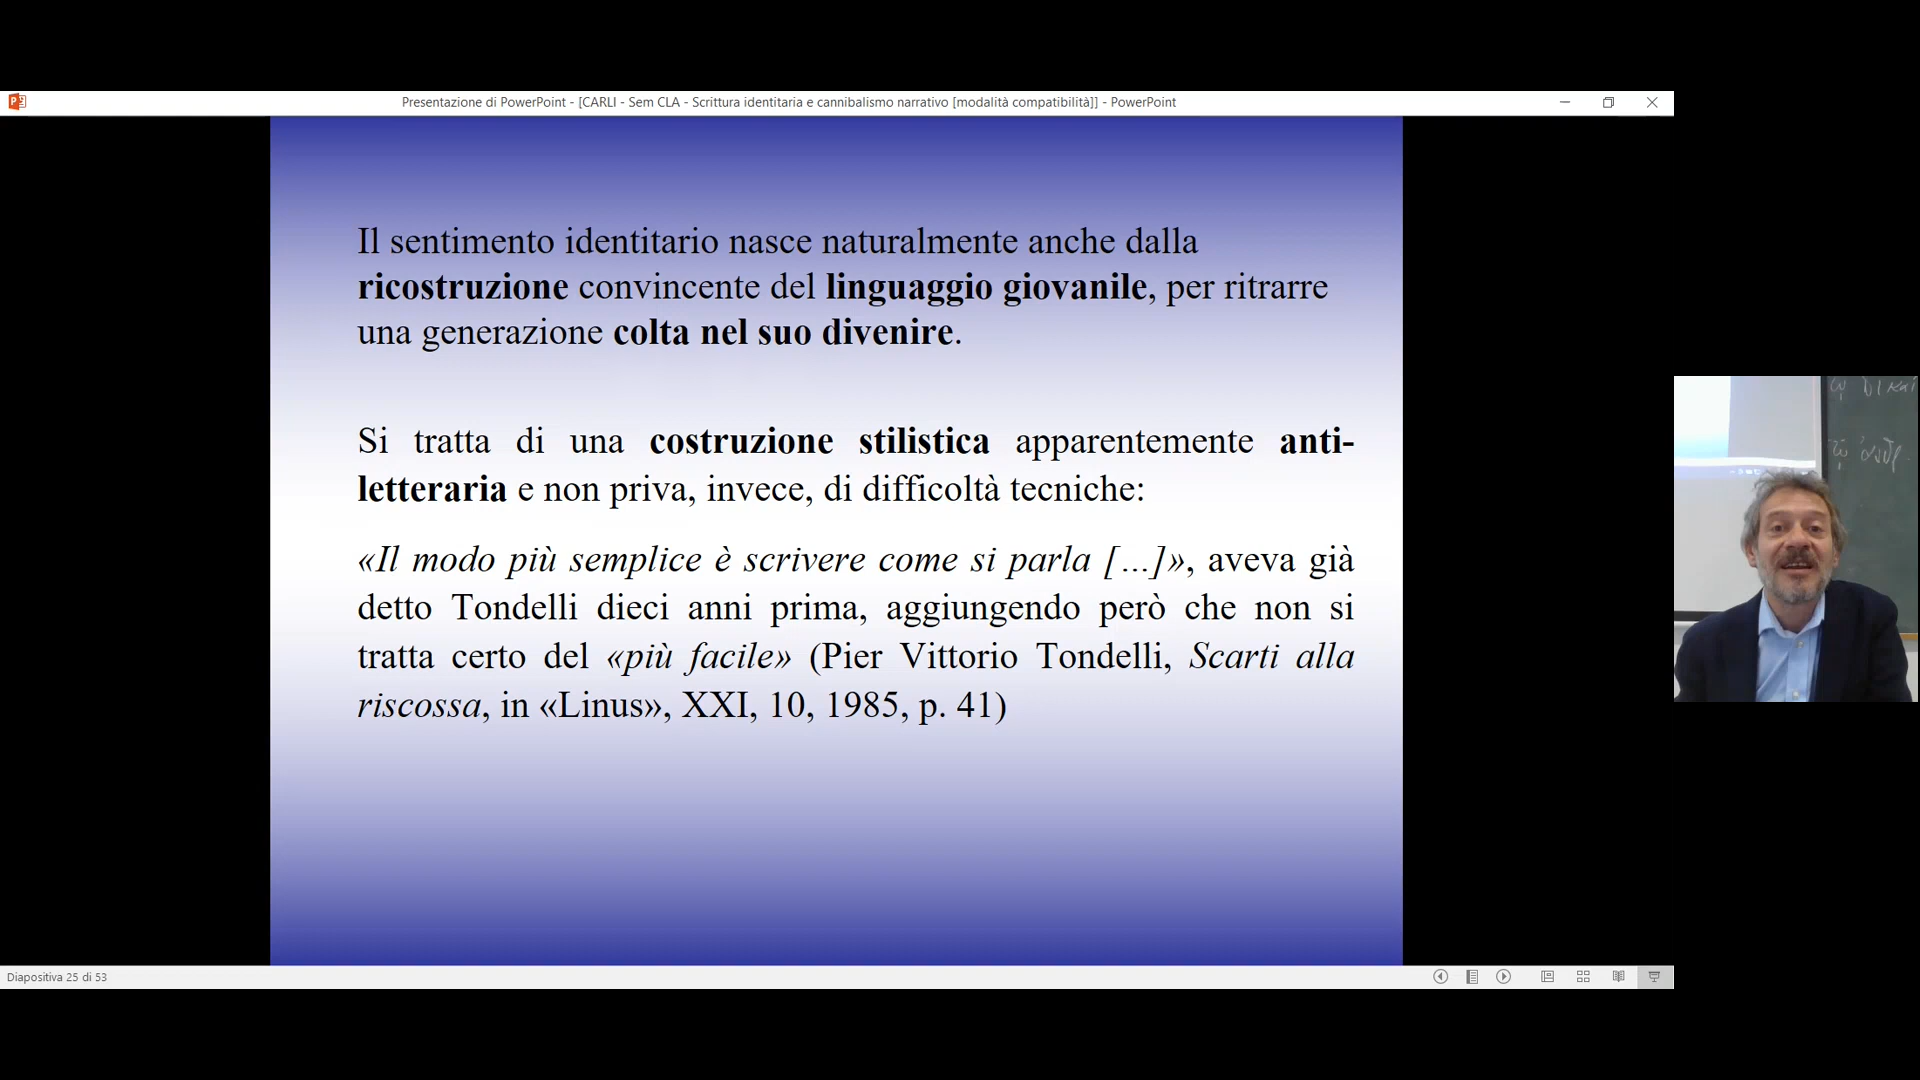 Presentazione di PowerPoint - [CARLI - Sem CLA - Scrittura identitaria e cannibalismo narrativo [modalità compatibilità]] - PowerPoint
Il sentimento identitario nasce naturalmente anche dalla
ricostruzione convincente del linguaggio giovanile, per ritrarre
una generazione colta nel suo divenire.
Si tratta di una costruzione stilistica apparentemente anti-
letteraria e non priva, invece, di difficoltà tecniche:
«Il modo più semplice è scrivere come si parla [...]», aveva già
detto Tondelli dieci anni prima, aggiungendo però che non si
tratta certo del «più facile» (Pier Vittorio Tondelli, Scarti alla
riscossa, in «Linus», XXI, 10, 1985, p. 41)
Diapositiva 25 di 53